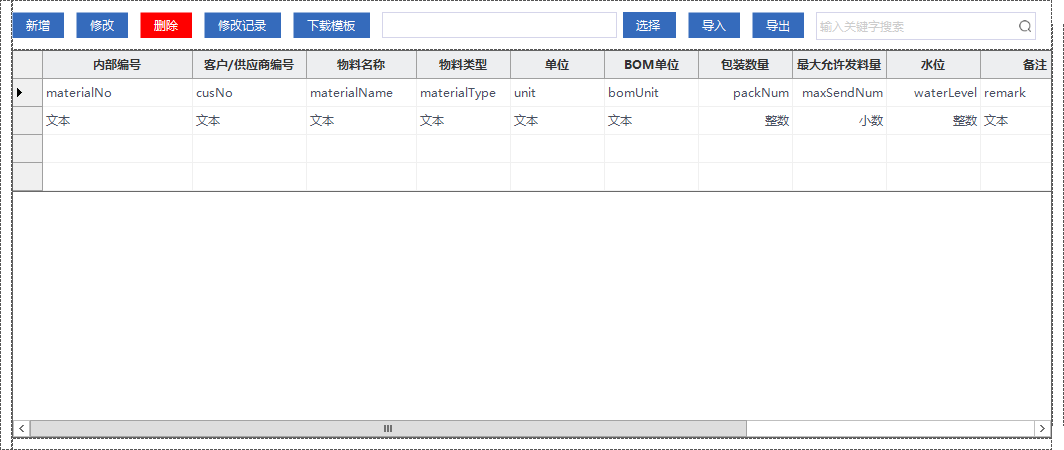 新增 修改 删除 修改记录 下载模板 选择 导入 导出 输入关键字搜索
内部编号 客户/供应商编号 物料名称 物料类型 单位 BOM单位 包装数量 最大允许发料量 水位 备注
materialNo cusNo materialName materialType unit bomUnit packNum maxSendNum waterLevel remark
文本 文本 文本 文本 文本 文本 整数 小数 整数 文本